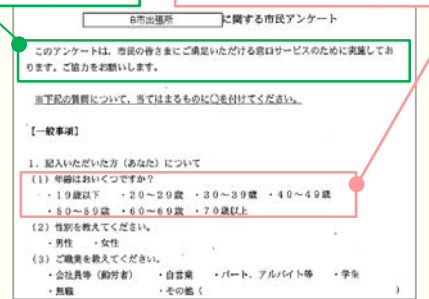 B市出張所 に関する市民アンケート
このアンケートは、市民の皆さまにご満足いただける窓口サービスのために実施してお
ります。ご協力をお願いします。
※下記の質問について、当てはまるものに○を付けてください。
【一般事項】
1．記入いただいた方（あなた）について
（1）年齢はおいくつですか？
・19歳以下 ・20～29歳 ・30～39歳 ・40～49歳
・50～59歳 ・60～69歳 ・70歳以上
（2）性別を教えてください。
・男性 ・女性
（3）ご職業を教えてください。
・会社員等（勤労者） ・自営業 ・パート、アルバイト等 ・学生
・無職 ・その他（ ）